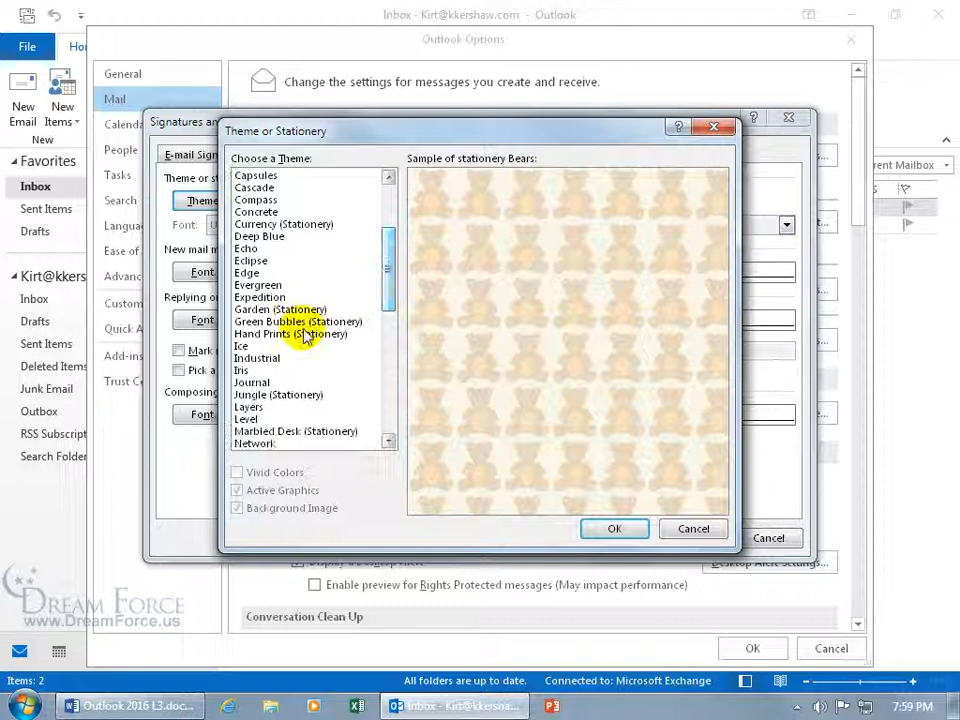 Inbox - Kirt@kkershaw.com - Outlook
File
Outlook Options
General
Mail
People
Tasks
Search
Ease of
Advanc
Custom
Quick A
Add-ins
Trust C
New Email
New Items
New
Favorites
Inbox
Sent Items
Drafts
Kirt@kkers
Inbox
Drafts
Sent Items
Deleted Items
Junk Email
Outbox
RSS Subscript
Search Folder
Change the settings for messages you create and receive.
Signatures an
E-mail Sign
Theme or st
Theme
Font:
New mail m
Font
Replying or
Font
Mark
Pick a
Composing
Font
Cancel
rent Mailbox
Theme or Stationery
Choose a Theme:
Capsules
Cascade
Compass
Concrete
Currency (Stationery)
Deep Blue
Echo
Eclipse
Edge
Evergreen
Expedition
Garden (Stationery)
Green Bubbles (Stationery)
Hand Prints (Stationery)
Ice
Industrial
Iris
Journal
Jungle (Stationery)
Layers
Level
Marbled Desk (Stationery)
Network
Vivid Colors
Active Graphics
Background Image
Sample of stationery Bears:
OK
Cancel
Desktop Alert Settings...
Enable preview for Rights Protected messages (May impact performance)
Conversation Clean Up
OK
Cancel
DREAM FORCE
www.DreamForce.us
Items: 2
All folders are up to date.
Connected to: Microsoft Exchange
Outlook 2016 L3.doc...
Inbox - Kirt@kkersha...
7:59 PM